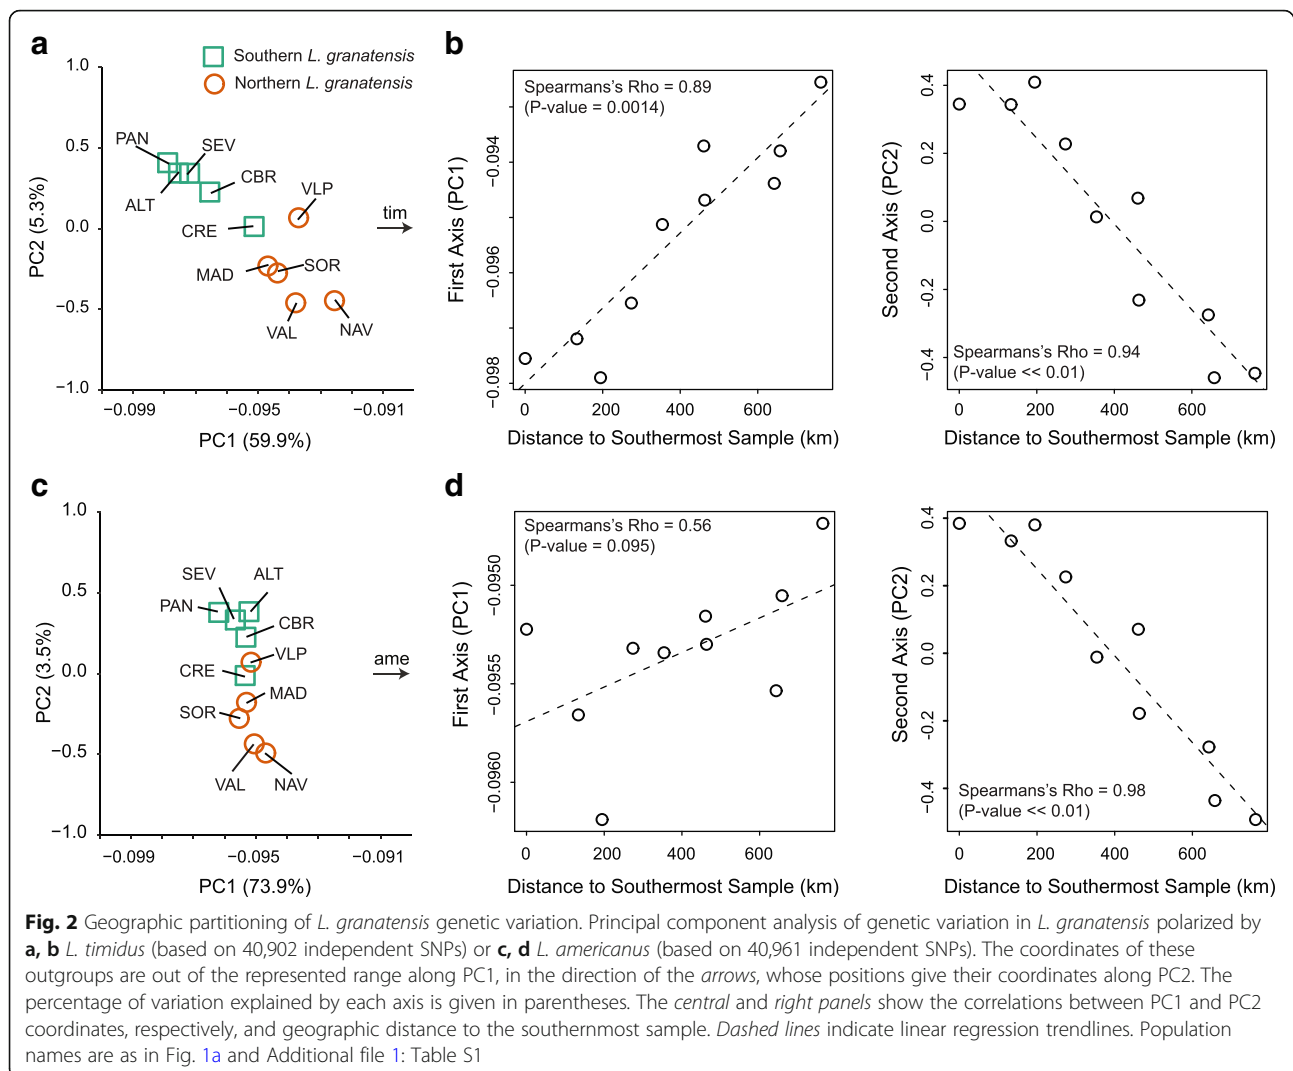 a
Southern L. granatensis
Northern L. granatensis
1.0
0.5
0.0
−0.5
−1.0
PC2 (5.3%)
PAN
SEV
ALT
CBR
VLP
CRE
tim
MAD
SOR
VAL
NAV
−0.099
−0.095
−0.091
PC1 (59.9%)
b
Spearmans's Rho = 0.89
(P-value = 0.0014)
−0.094
−0.096
−0.098
First Axis (PC1)
0
200
400
600
Distance to Southermost Sample (km)
0.4
0.2
0.0
−0.2
−0.4
Second Axis (PC2)
Spearmans's Rho = 0.94
(P-value << 0.01)
0
200
400
600
Distance to Southermost Sample (km)
c
1.0
0.5
0.0
−0.5
−1.0
PC2 (3.5%)
SEV
ALT
PAN
CBR
VLP
CRE
ame
MAD
SOR
VAL
NAV
−0.099
−0.095
−0.091
PC1 (73.9%)
d
Spearmans's Rho = 0.56
(P-value = 0.095)
−0.0950
−0.0955
−0.0960
First Axis (PC1)
0
200
400
600
Distance to Southermost Sample (km)
0.4
0.2
0.0
−0.2
−0.4
Second Axis (PC2)
Spearmans's Rho = 0.98
(P-value << 0.01)
0
200
400
600
Distance to Southermost Sample (km)
Fig. 2 Geographic partitioning of L. granatensis genetic variation. Principal component analysis of genetic variation in L. granatensis polarized by
a, b L. timidus (based on 40,902 independent SNPs) or c, d L. americanus (based on 40,961 independent SNPs). The coordinates of these
outgroups are out of the represented range along PC1, in the direction of the arrows, whose positions give their coordinates along PC2. The
percentage of variation explained by each axis is given in parentheses. The central and right panels show the correlations between PC1 and PC2
coordinates, respectively, and geographic distance to the southernmost sample. Dashed lines indicate linear regression trendlines. Population
names are as in Fig. 1a and Additional file 1: Table S1